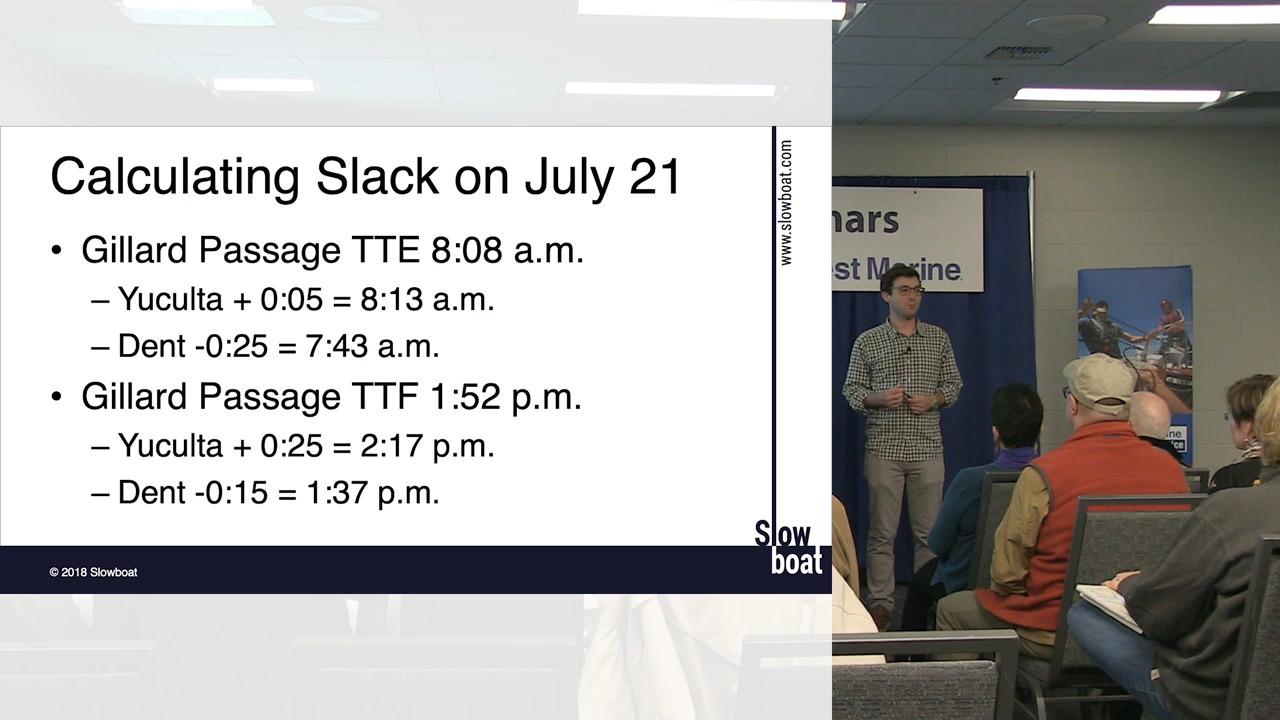 Calculating Slack on July 21
• Gillard Passage TTE 8:08 a.m.
– Yuculta + 0:05 = 8:13 a.m.
– Dent -0:25 = 7:43 a.m.
• Gillard Passage TTF 1:52 p.m.
– Yuculta + 0:25 = 2:17 p.m.
– Dent -0:15 = 1:37 p.m.
www.slowboat.com
Slow
boat
© 2018 Slowboat
nars
est Marine